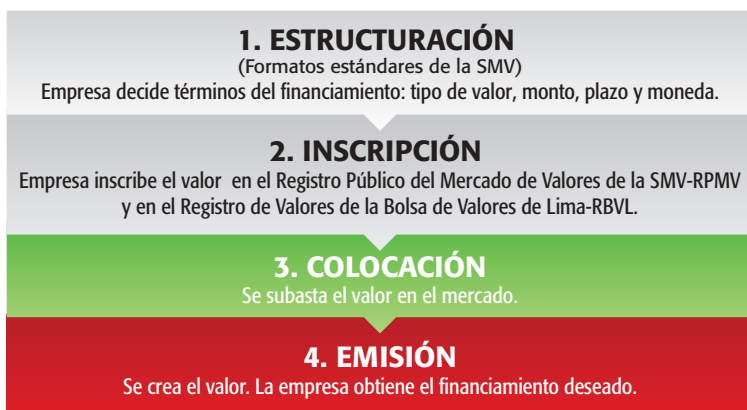 1. ESTRUCTURACIÓN
(Formatos estándares de la SMV)
Empresa decide términos del financiamiento: tipo de valor, monto, plazo y moneda.
2. INSCRIPCIÓN
Empresa inscribe el valor en el Registro Público del Mercado de Valores de la SMV-RPMV
y en el Registro de Valores de la Bolsa de Valores de Lima-RBVL.
3. COLOCACIÓN
Se subasta el valor en el mercado.
4. EMISIÓN
Se crea el valor. La empresa obtiene el financiamiento deseado.